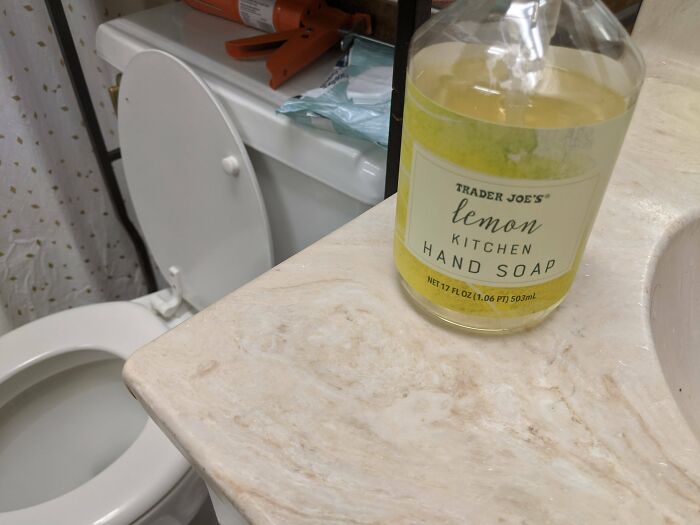 TRADER JOE'S®
lemon
KITCHEN
HAND SOAP
NET 17 FL OZ (1.06 PT) 503mL